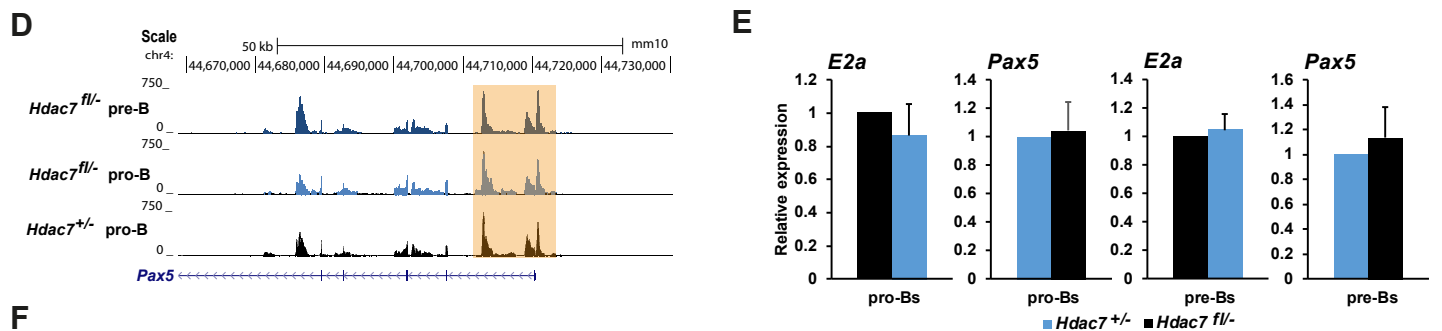 D
Scale
50 kb
mm10
chr4:
44,670,000 44,680,000 44,690,000 44,700,000 44,710,000 44,720,000 44,730,000
750_
Hdac7 fl/- pre-B
0_
750_
Hdac7 fl/- pro-B
0_
750_
Hdac7 +/- pro-B
0_
Pax5
E
E2a
Relative expression
1.2
1
0.8
0.6
0.4
0.2
0
pro-Bs
Pax5
1.4
1.2
1
0.8
0.6
0.4
0.2
0
pro-Bs
E2a
1.4
1.2
1
0.8
0.6
0.4
0.2
0
pre-Bs
Pax5
1.6
1.4
1.2
1
0.8
0.6
0.4
0.2
0
pre-Bs
Hdac7 +/- Hdac7 fl/-
F